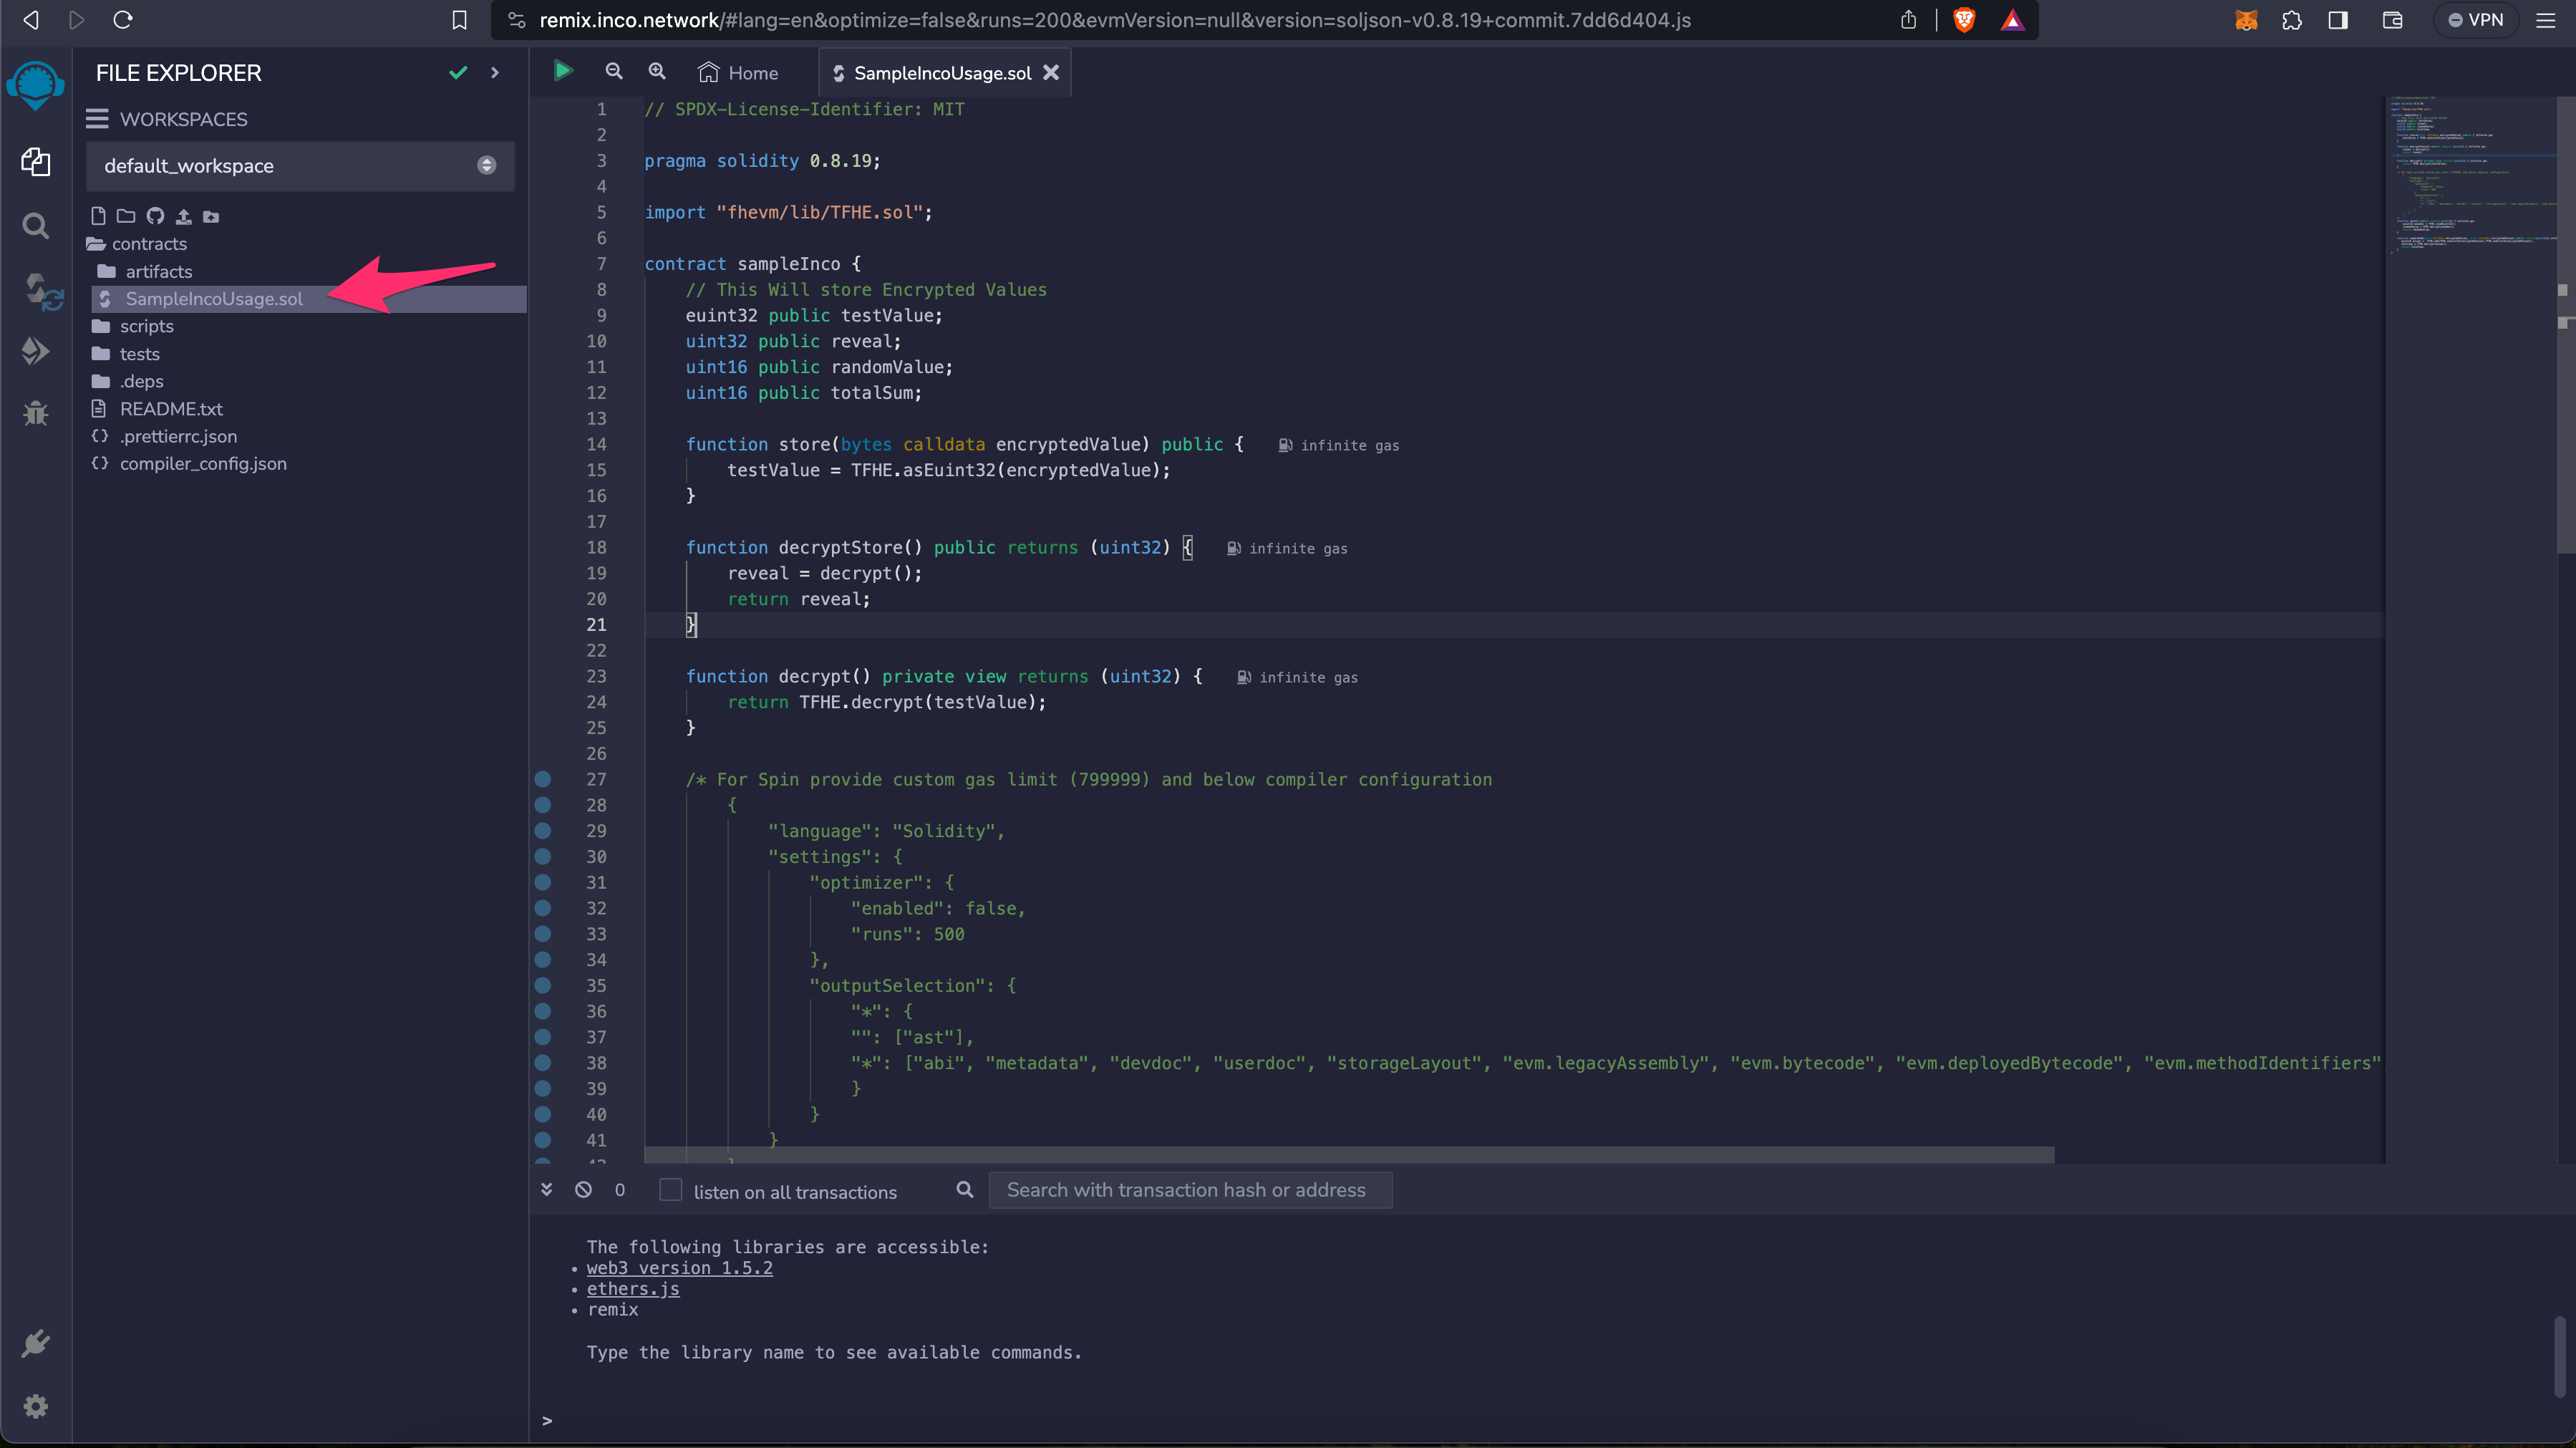 remix.inco.network/#lang=en&optimize=false&runs=200&evmVersion=null&version=soljson-v0.8.19+commit.7dd6d404.js
VPN
FILE EXPLORER
WORKSPACES
default_workspace
contracts
artifacts
SampleIncoUsage.sol
scripts
tests
.deps
README.txt
.prettierrc.json
compiler_config.json
Home
SampleIncoUsage.sol
1 // SPDX-License-Identifier: MIT
2
3 pragma solidity 0.8.19;
4
5 import "fhevm/lib/TFHE.sol";
6
7 contract sampleInco {
8 // This Will store Encrypted Values
9 euint32 public testValue;
10 uint32 public reveal;
11 uint16 public randomValue;
12 uint16 public totalSum;
13
14 function store(bytes calldata encryptedValue) public { infinite gas
15 testValue = TFHE.asEuint32(encryptedValue);
16 }
17
18 function decryptStore() public returns (uint32) { infinite gas
19 reveal = decrypt();
20 return reveal;
21 }
22
23 function decrypt() private view returns (uint32) { infinite gas
24 return TFHE.decrypt(testValue);
25 }
26
27 /* For Spin provide custom gas limit (799999) and below compiler configuration
28 {
29 "language": "Solidity",
30 "settings": {
31 "optimizer": {
32 "enabled": false,
33 "runs": 500
34 },
35 "outputSelection": {
36 "*": {
37 "": ["ast"],
38 "*": ["abi", "metadata", "devdoc", "userdoc", "storageLayout", "evm.legacyAssembly", "evm.bytecode", "evm.deployedBytecode", "evm.methodIdentifiers"
39 }
40 }
41 }
0
listen on all transactions
Search with transaction hash or address
The following libraries are accessible:
• web3 version 1.5.2
• ethers.js
• remix
Type the library name to see available commands.
>